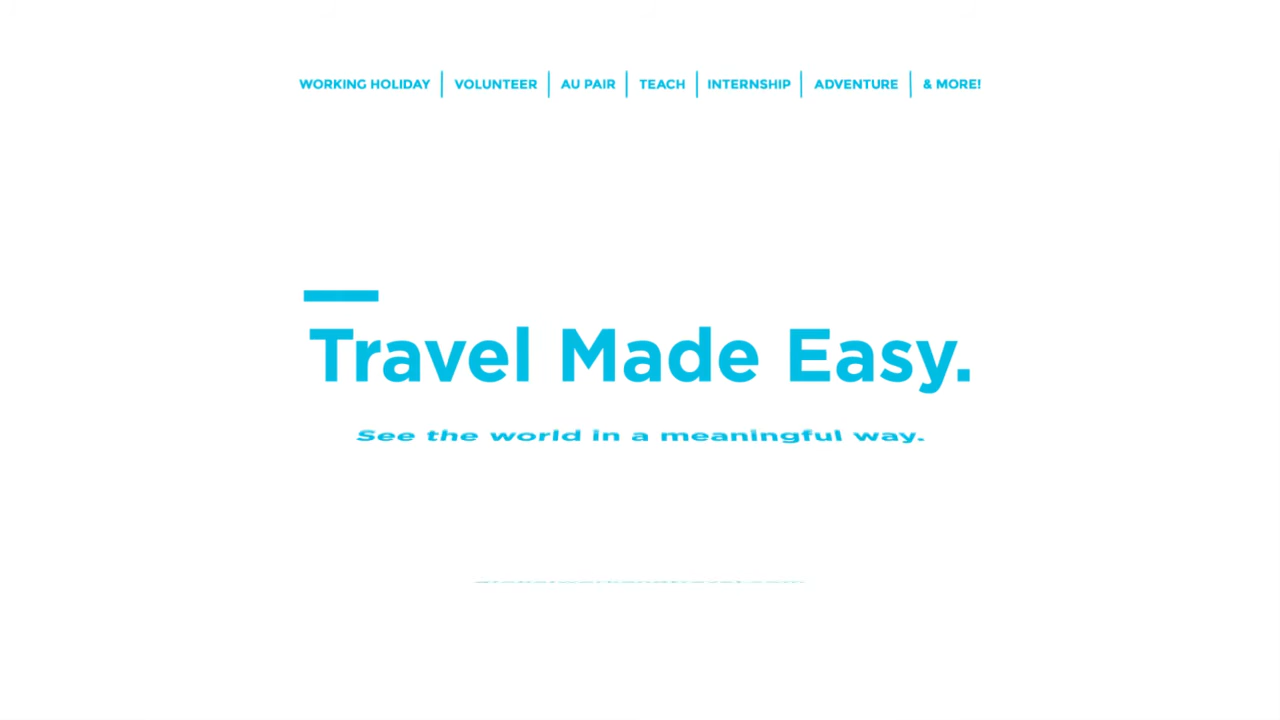 WORKING HOLIDAY | VOLUNTEER | AU PAIR | TEACH | INTERNSHIP | ADVENTURE | & MORE!
Travel Made Easy.
See the world in a meaningful way.